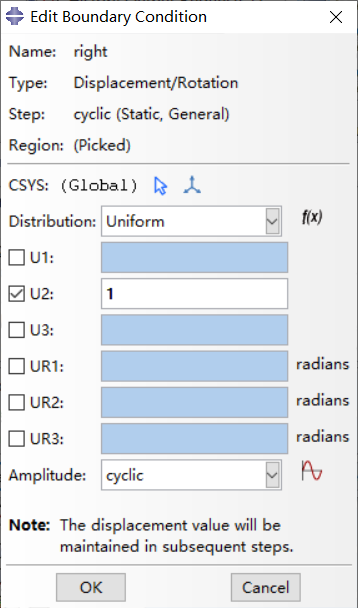 Edit Boundary Condition
Name: right
Type: Displacement/Rotation
Step: cyclic (Static, General)
Region: (Picked)
CSYS: (Global)
Distribution: Uniform f(x)
U1:
U2: 1
U3:
UR1: radians
UR2: radians
UR3: radians
Amplitude: cyclic
Note: The displacement value will be
maintained in subsequent steps.
OK Cancel